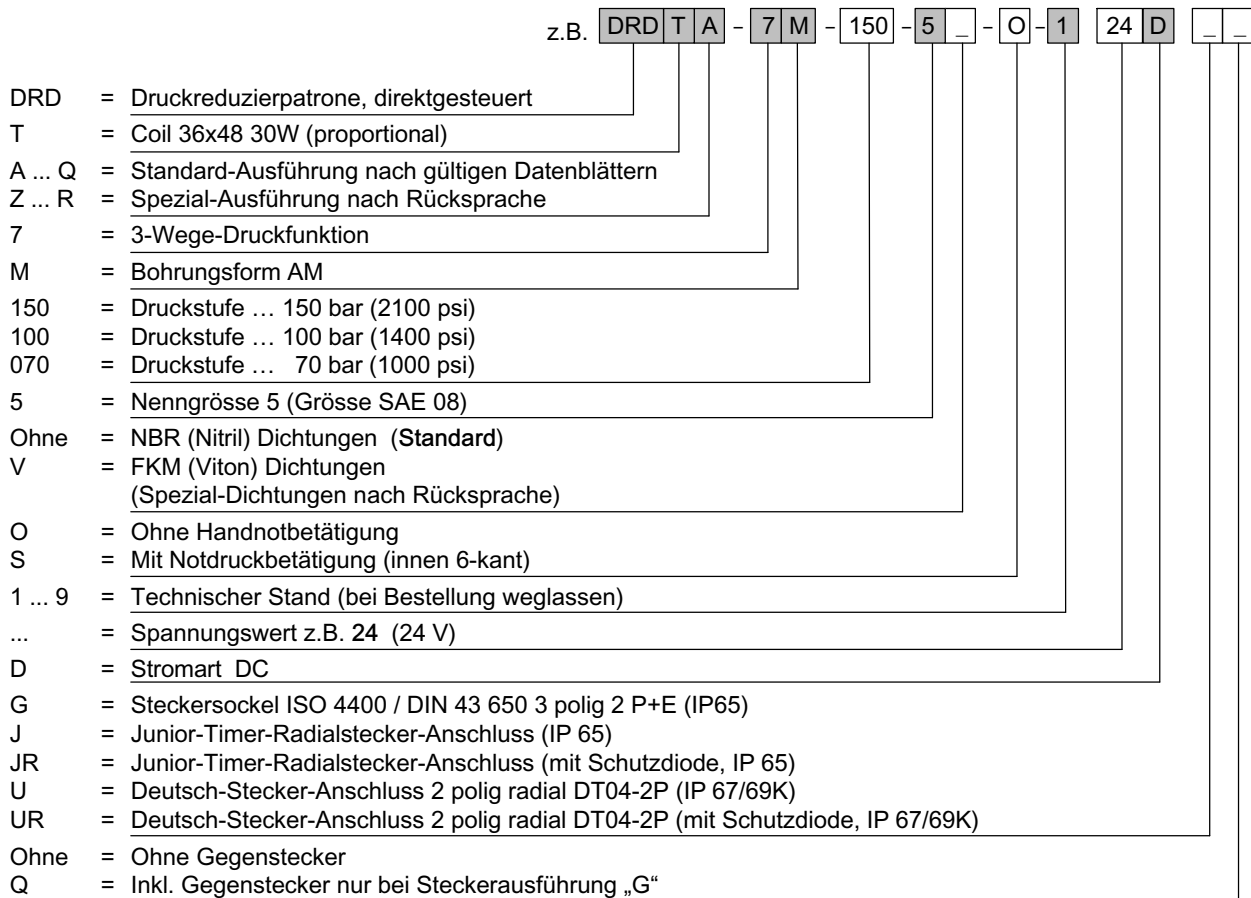 z.B. DRD T A - 7 M - 150 - 5 _ - O - 1 24 D _ _
DRD = Druckreduzierpatrone, direktgesteuert
T = Coil 36x48 30W (proportional)
A ... Q = Standard-Ausführung nach gültigen Datenblättern
Z ... R = Spezial-Ausführung nach Rücksprache
7 = 3-Wege-Druckfunktion
M = Bohrungsform AM
150 = Druckstufe … 150 bar (2100 psi)
100 = Druckstufe … 100 bar (1400 psi)
070 = Druckstufe … 70 bar (1000 psi)
5 = Nenngrösse 5 (Grösse SAE 08)
Ohne = NBR (Nitril) Dichtungen (Standard)
V = FKM (Viton) Dichtungen
(Spezial-Dichtungen nach Rücksprache)
O = Ohne Handnotbetätigung
S = Mit Notdruckbetätigung (innen 6-kant)
1 ... 9 = Technischer Stand (bei Bestellung weglassen)
... = Spannungswert z.B. 24 (24 V)
D = Stromart DC
G = Steckersockel ISO 4400 / DIN 43 650 3 polig 2 P+E (IP65)
J = Junior-Timer-Radialstecker-Anschluss (IP 65)
JR = Junior-Timer-Radialstecker-Anschluss (mit Schutzdiode, IP 65)
U = Deutsch-Stecker-Anschluss 2 polig radial DT04-2P (IP 67/69K)
UR = Deutsch-Stecker-Anschluss 2 polig radial DT04-2P (mit Schutzdiode, IP 67/69K)
Ohne = Ohne Gegenstecker
Q = Inkl. Gegenstecker nur bei Steckerausführung „G"